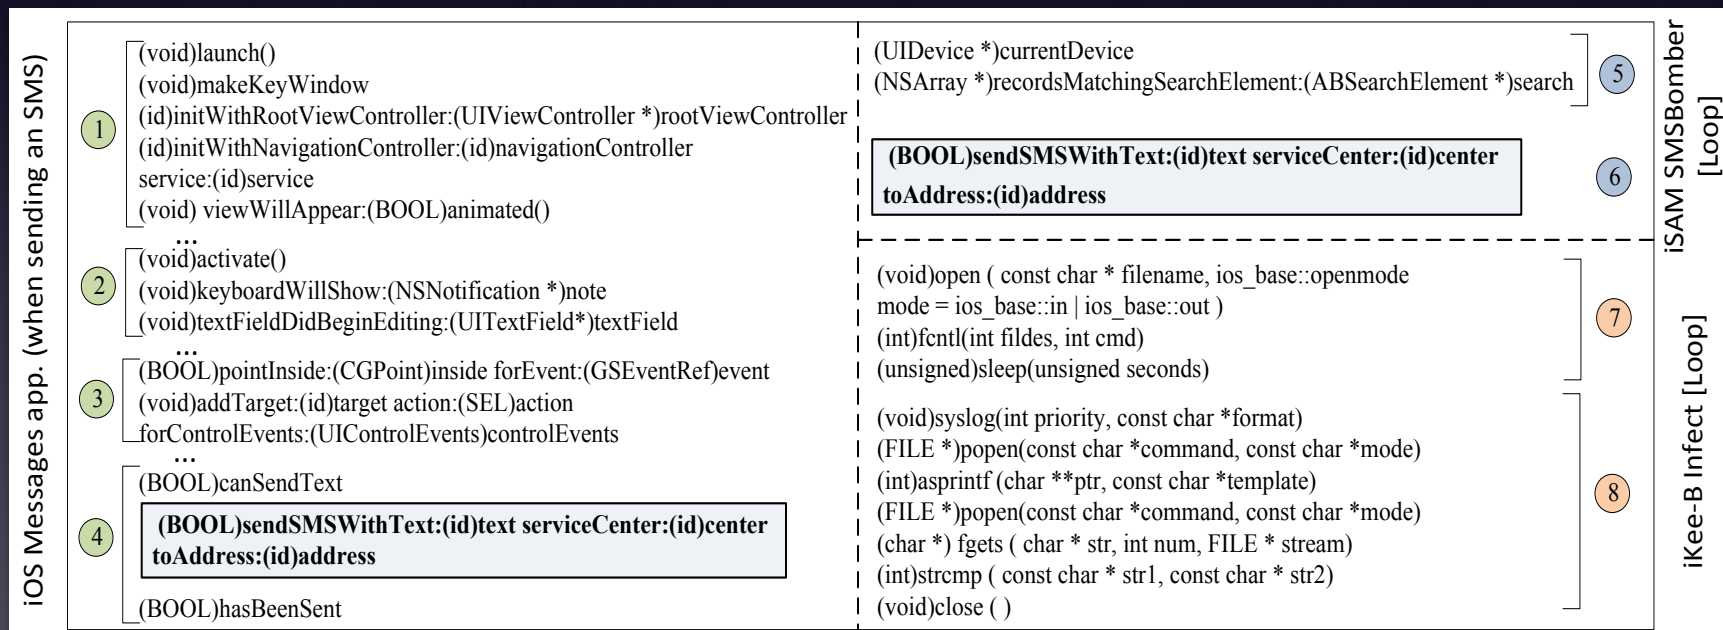 iOS Messages app. (when sending an SMS)
1
(void)launch()
(void)makeKeyWindow
(id)initWithRootViewController:(UIViewController *)rootViewController
(id)initWithNavigationController:(id)navigationController
service:(id)service
(void) viewWillAppear:(BOOL)animated()
...
2
(void)activate()
(void)keyboardWillShow:(NSNotification *)note
(void)textFieldDidBeginEditing:(UITextField*)textField
...
3
(BOOL)pointInside:(CGPoint)inside forEvent:(GSEventRef)event
(void)addTarget:(id)target action:(SEL)action
forControlEvents:(UIControlEvents)controlEvents
...
4
(BOOL)canSendText
(BOOL)sendSMSWithText:(id)text serviceCenter:(id)center
toAddress:(id)address
(BOOL)hasBeenSent
(UIDevice *)currentDevice
(NSArray *)recordsMatchingSearchElement:(ABSearchElement *)search
5
(BOOL)sendSMSWithText:(id)text serviceCenter:(id)center
toAddress:(id)address
6
iSAM SMSBomber
[Loop]
(void)open ( const char * filename, ios_base::openmode
mode = ios_base::in | ios_base::out )
(int)fcntl(int fildes, int cmd)
(unsigned)sleep(unsigned seconds)
7
(void)syslog(int priority, const char *format)
(FILE *)popen(const char *command, const char *mode)
(int)asprintf (char **ptr, const char *template)
(FILE *)popen(const char *command, const char *mode)
(char *) fgets ( char * str, int num, FILE * stream)
(int)strcmp ( const char * str1, const char * str2)
(void)close ( )
8
iKee-B Infect [Loop]